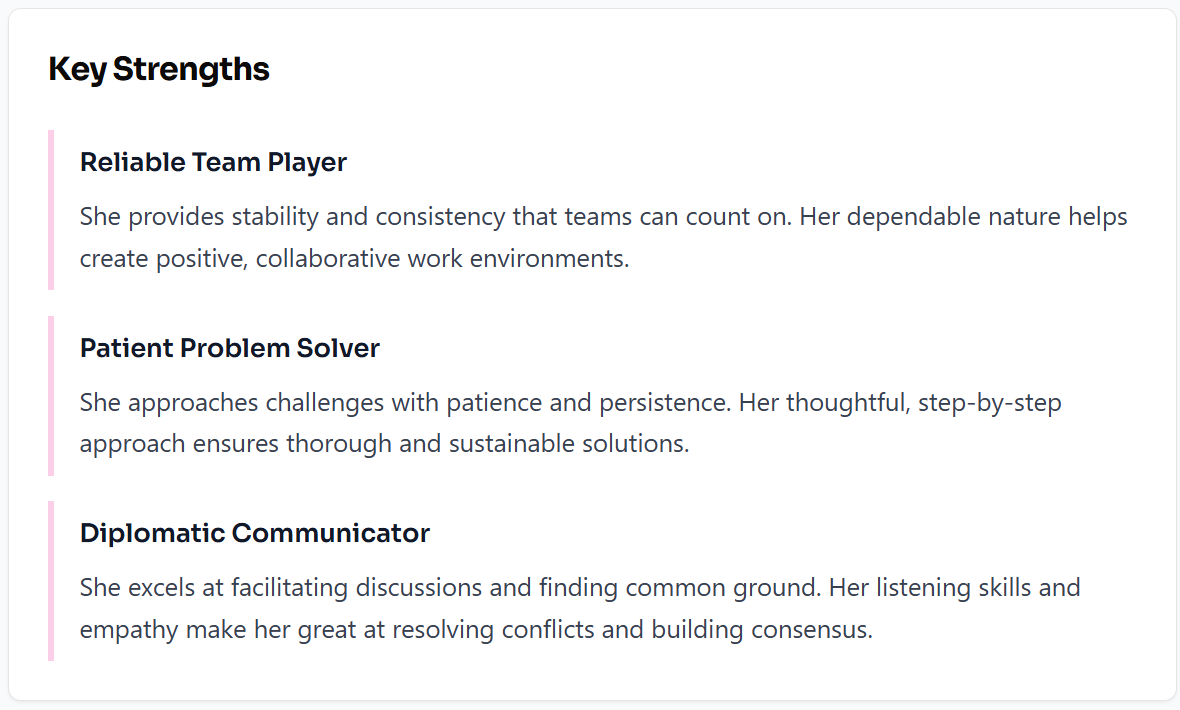 Key Strengths
Reliable Team Player
She provides stability and consistency that teams can count on. Her dependable nature helps
create positive, collaborative work environments.
Patient Problem Solver
She approaches challenges with patience and persistence. Her thoughtful, step-by-step
approach ensures thorough and sustainable solutions.
Diplomatic Communicator
She excels at facilitating discussions and finding common ground. Her listening skills and
empathy make her great at resolving conflicts and building consensus.